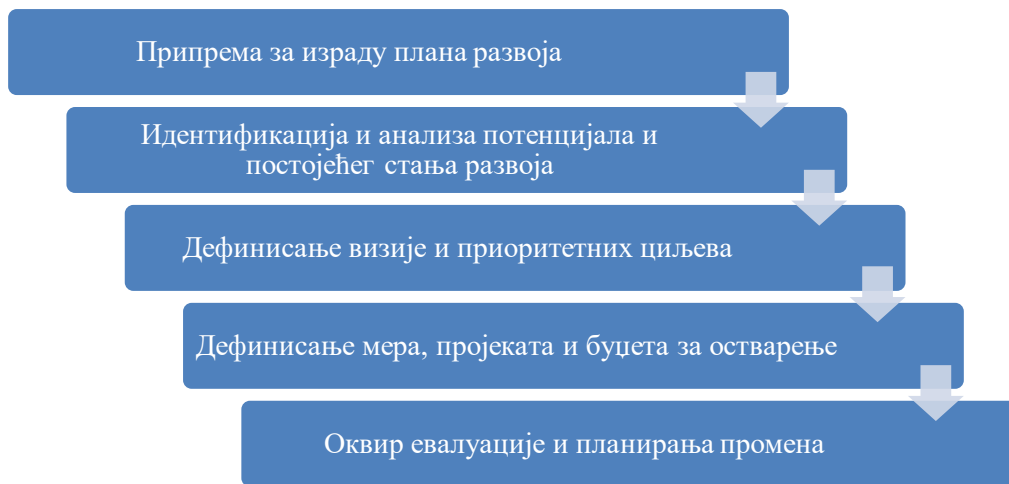 Припрема за израду плана развоја
Идентификација и анализа потенцијала и
постојећег стања развоја
Дефинисање визије и приоритетних циљева
Дефинисање мера, пројеката и буџета за остварење
Оквир евалуације и планирања промена